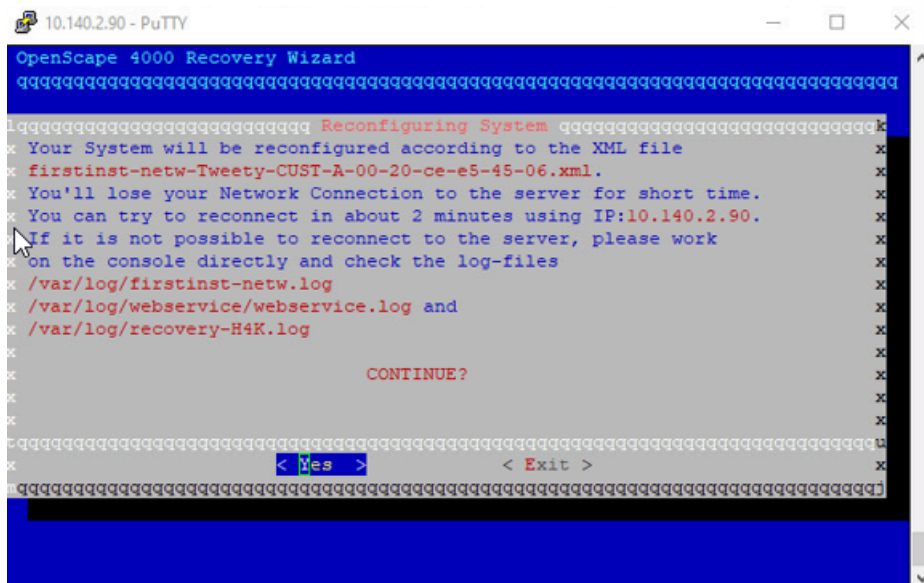 10.140.2.90 - PuTTY
OpenScape 4000 Recovery Wizard
Reconfiguring System
Your System will be reconfigured according to the XML file
firstinst-netw-Tweety-CUST-A-00-20-ce-e5-45-06.xml.
You'll lose your Network Connection to the server for short time.
You can try to reconnect in about 2 minutes using IP:10.140.2.90.
If it is not possible to reconnect to the server, please work
on the console directly and check the log-files
/var/log/firstinst-netw.log
/var/log/webservice/webservice.log and
/var/log/recovery-H4K.log
CONTINUE?
< Yes > < Exit >